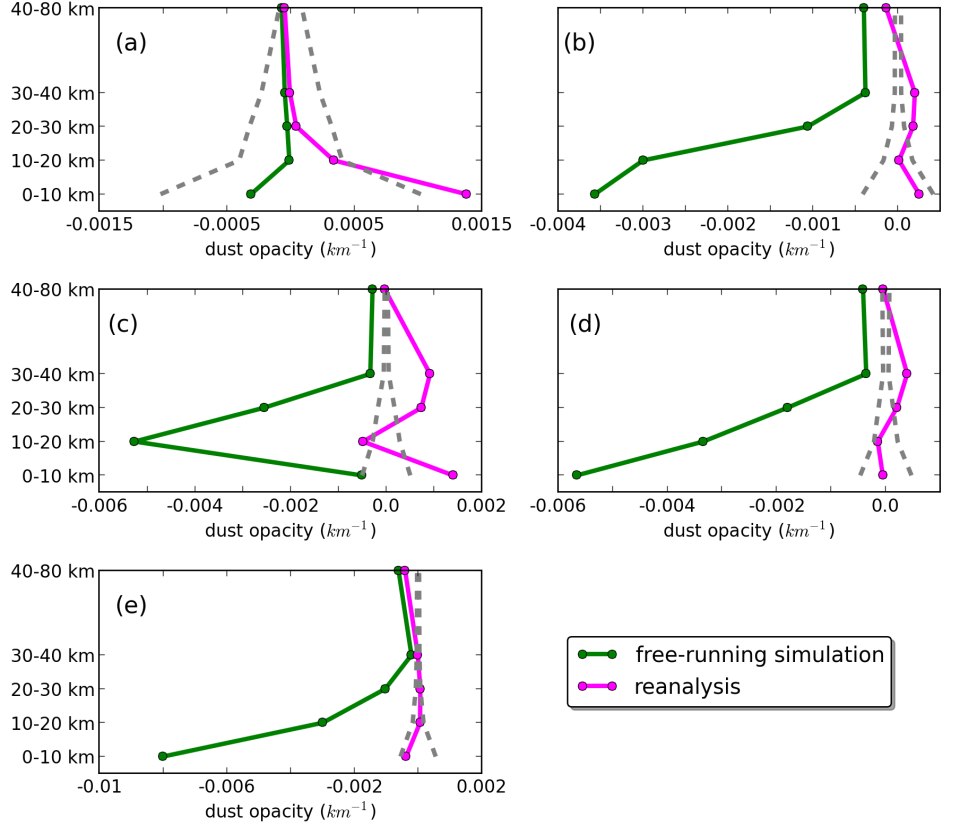 40-80 km
30-40 km
20-30 km
10-20 km
0-10 km
(a)
-0.0015 -0.0005 0.0005 0.0015
dust opacity (km⁻¹)
(b)
-0.004 -0.003 -0.002 -0.001 0.0
dust opacity (km⁻¹)
40-80 km
30-40 km
20-30 km
10-20 km
0-10 km
(c)
-0.006 -0.004 -0.002 0.0 0.002
dust opacity (km⁻¹)
(d)
-0.006 -0.004 -0.002 0.0
dust opacity (km⁻¹)
40-80 km
30-40 km
20-30 km
10-20 km
0-10 km
(e)
-0.01 -0.006 -0.002 0.002
dust opacity (km⁻¹)
free-running simulation
reanalysis